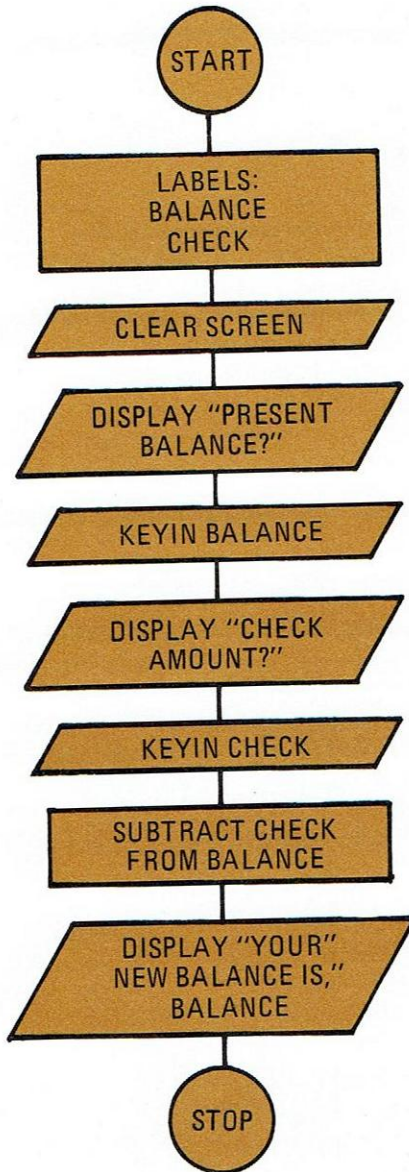 START
LABELS:
BALANCE
CHECK
CLEAR SCREEN
DISPLAY “PRESENT
BALANCE?”
KEYIN BALANCE
DISPLAY “CHECK
AMOUNT?”
KEYIN CHECK
SUBTRACT CHECK
FROM BALANCE
DISPLAY “YOUR”
NEW BALANCE IS,”
BALANCE
STOP